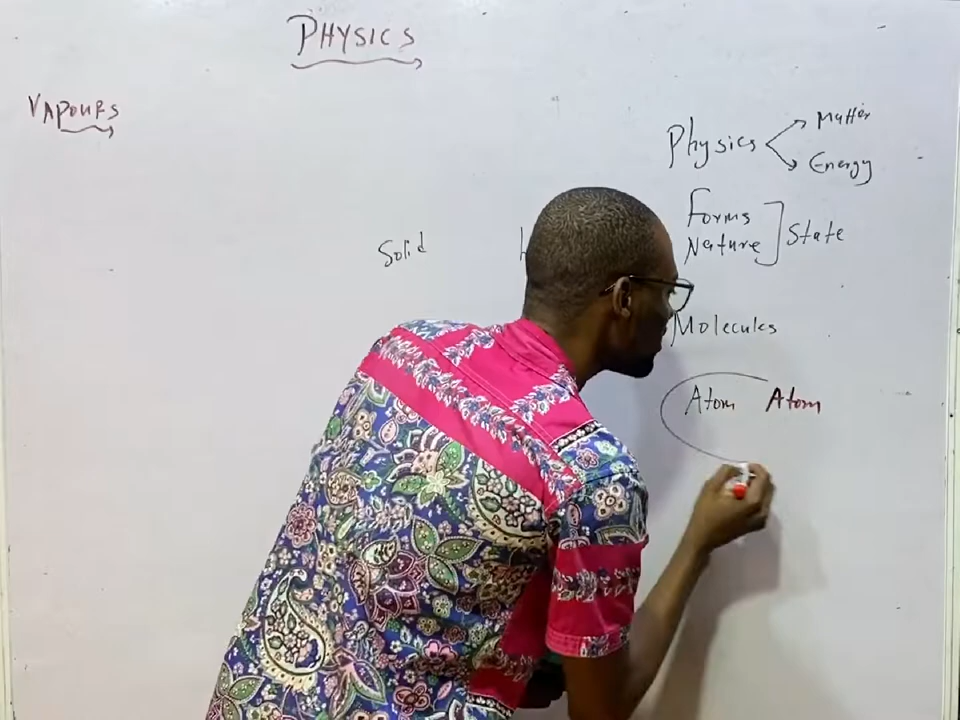 PHYSICS
VAPOURS
Physics Matter
Energy
Forms
Nature State
Solid
Molecules
Atom Atom